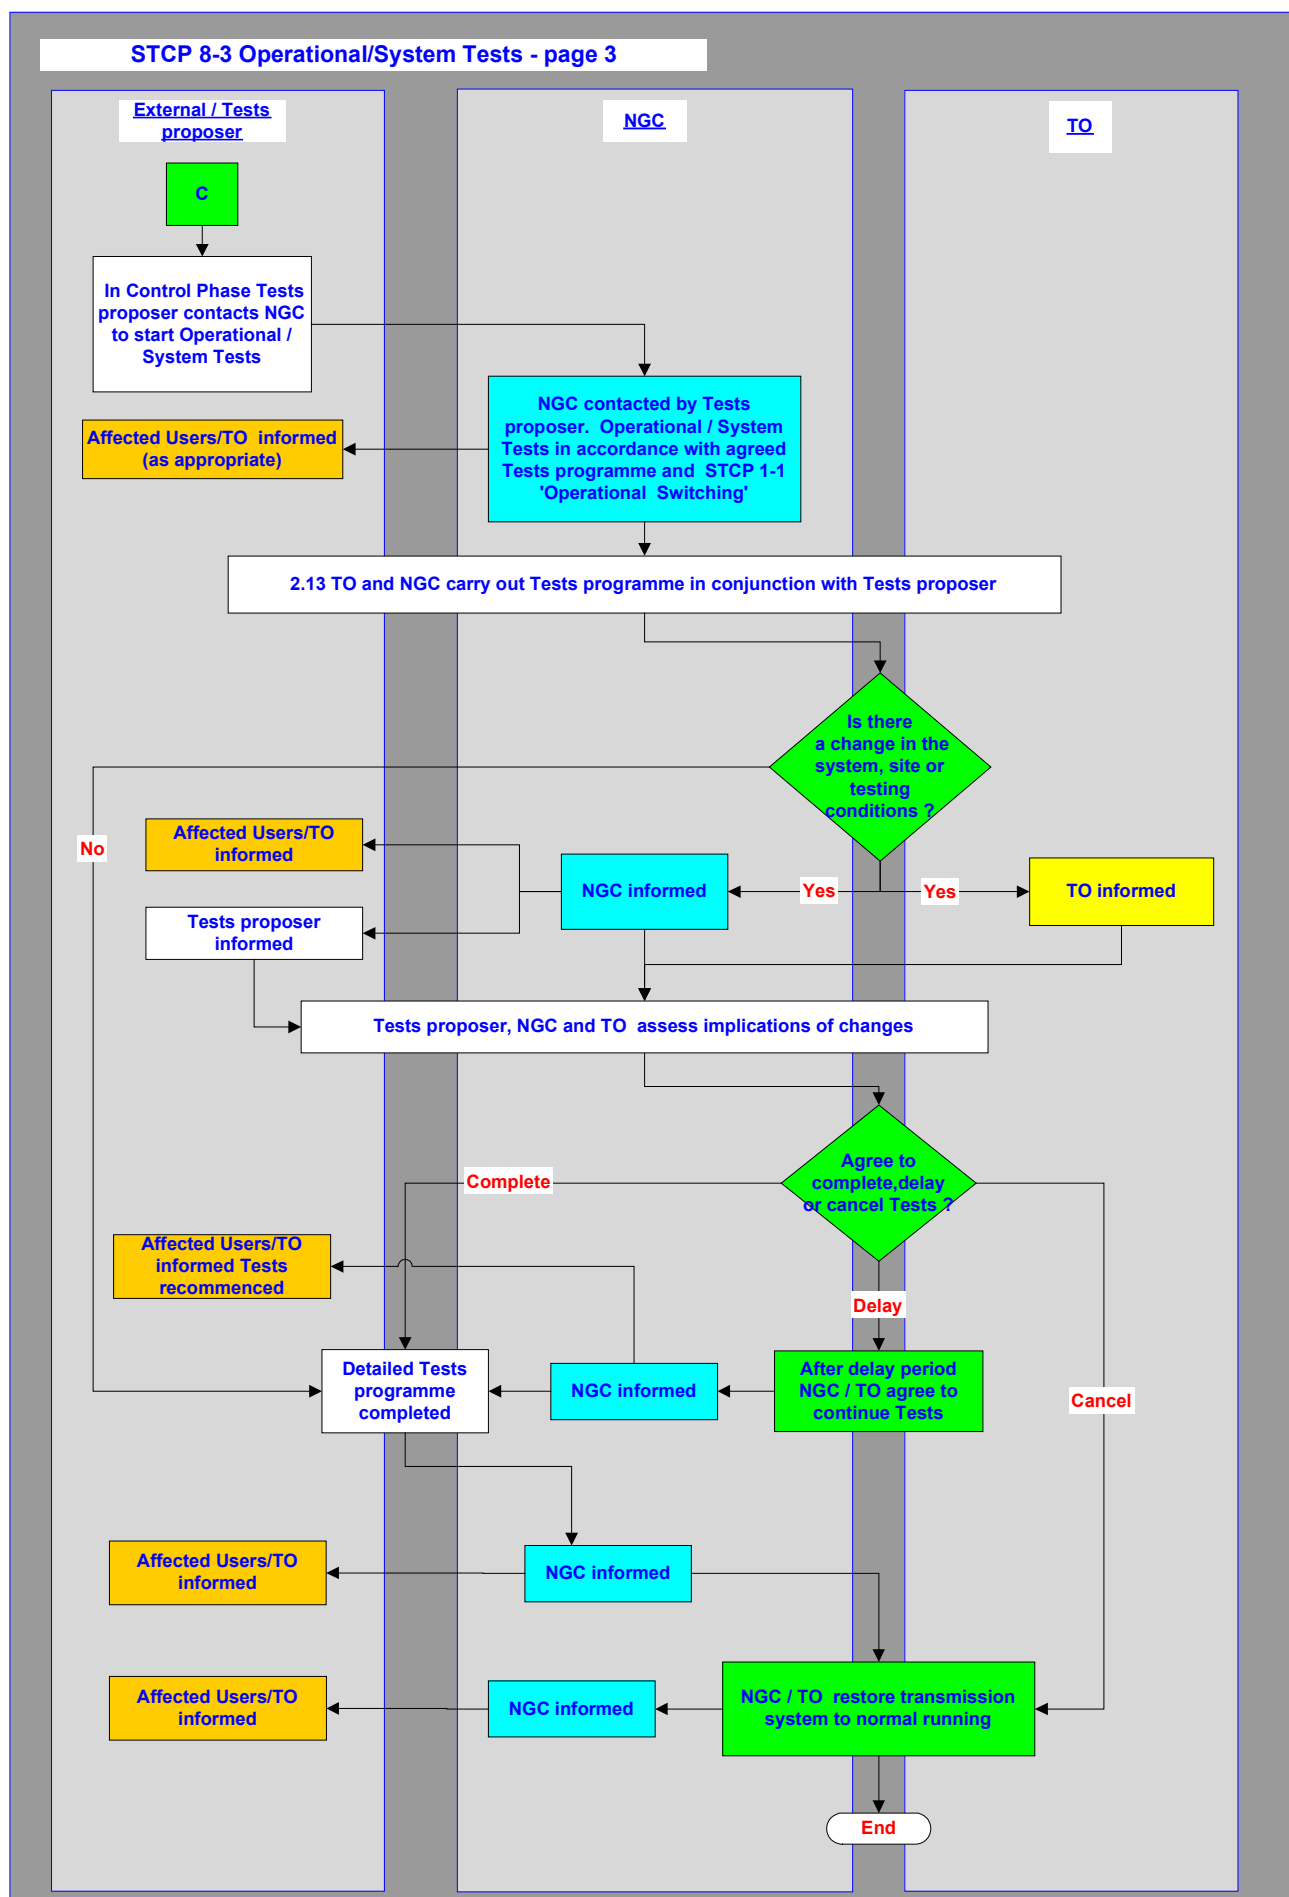 STCP 8-3 Operational/System Tests - page 3
External / Tests
proposer
NGC
TO
C
In Control Phase Tests
proposer contacts NGC
to start Operational /
System Tests
NGC contacted by Tests
proposer. Operational / System
Tests in accordance with agreed
Tests programme and STCP 1-1
'Operational Switching'
Affected Users/TO informed
(as appropriate)
2.13 TO and NGC carry out Tests programme in conjunction with Tests proposer
Is there
a change in the
system, site or
testing
conditions ?
No
Affected Users/TO
informed
NGC informed
Yes
Yes
TO informed
Tests proposer
informed
Tests proposer, NGC and TO assess implications of changes
Agree to
complete,delay
or cancel Tests ?
Complete
Affected Users/TO
informed Tests
recommenced
Delay
Detailed Tests
programme
completed
NGC informed
After delay period
NGC / TO agree to
continue Tests
Cancel
Affected Users/TO
informed
NGC informed
Affected Users/TO
informed
NGC informed
NGC / TO restore transmission
system to normal running
End